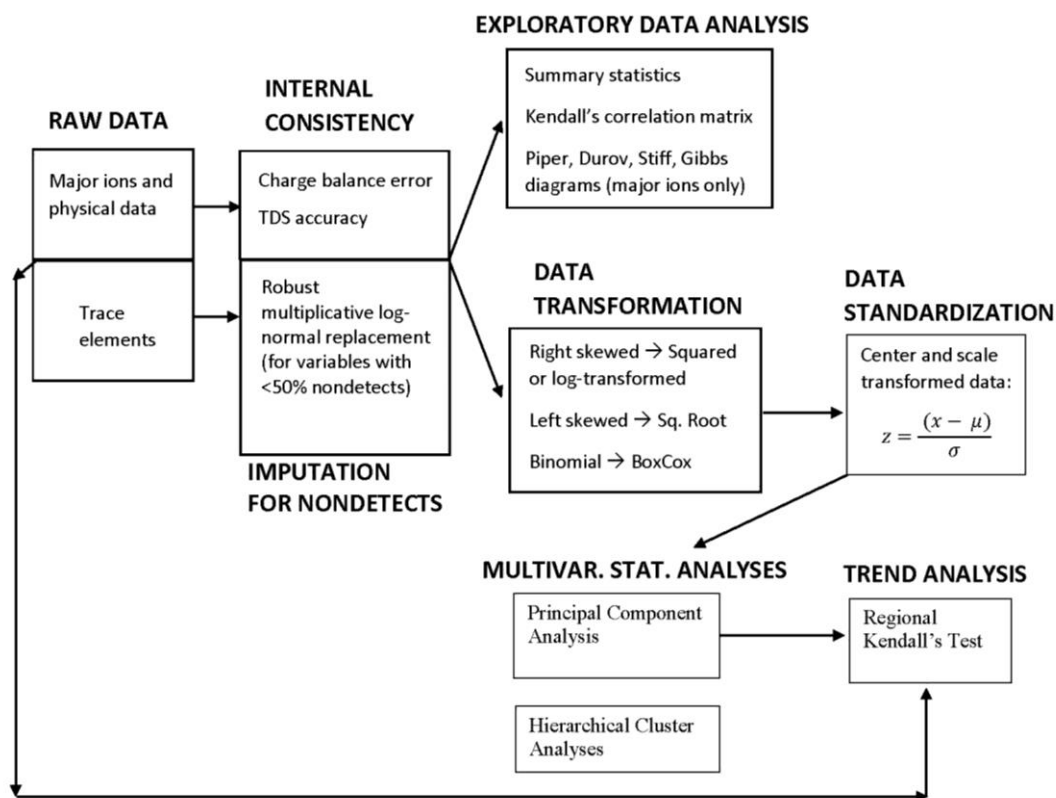 EXPLORATORY DATA ANALYSIS
Summary statistics
Kendall's correlation matrix
Piper, Durov, Stiff, Gibbs
diagrams (major ions only)
INTERNAL
CONSISTENCY
RAW DATA
Major ions and
physical data
Charge balance error
TDS accuracy
Trace
elements
Robust
multiplicative log-
normal replacement
(for variables with
<50% nondetects)
IMPUTATION
FOR NONDETECTS
DATA
TRANSFORMATION
Right skewed → Squared
or log-transformed
Left skewed → Sq. Root
Binomial → BoxCox
DATA
STANDARDIZATION
Center and scale
transformed data:
z = (x − μ) / σ
MULTIVAR. STAT. ANALYSES
Principal Component
Analysis
Hierarchical Cluster
Analyses
TREND ANALYSIS
Regional
Kendall's Test